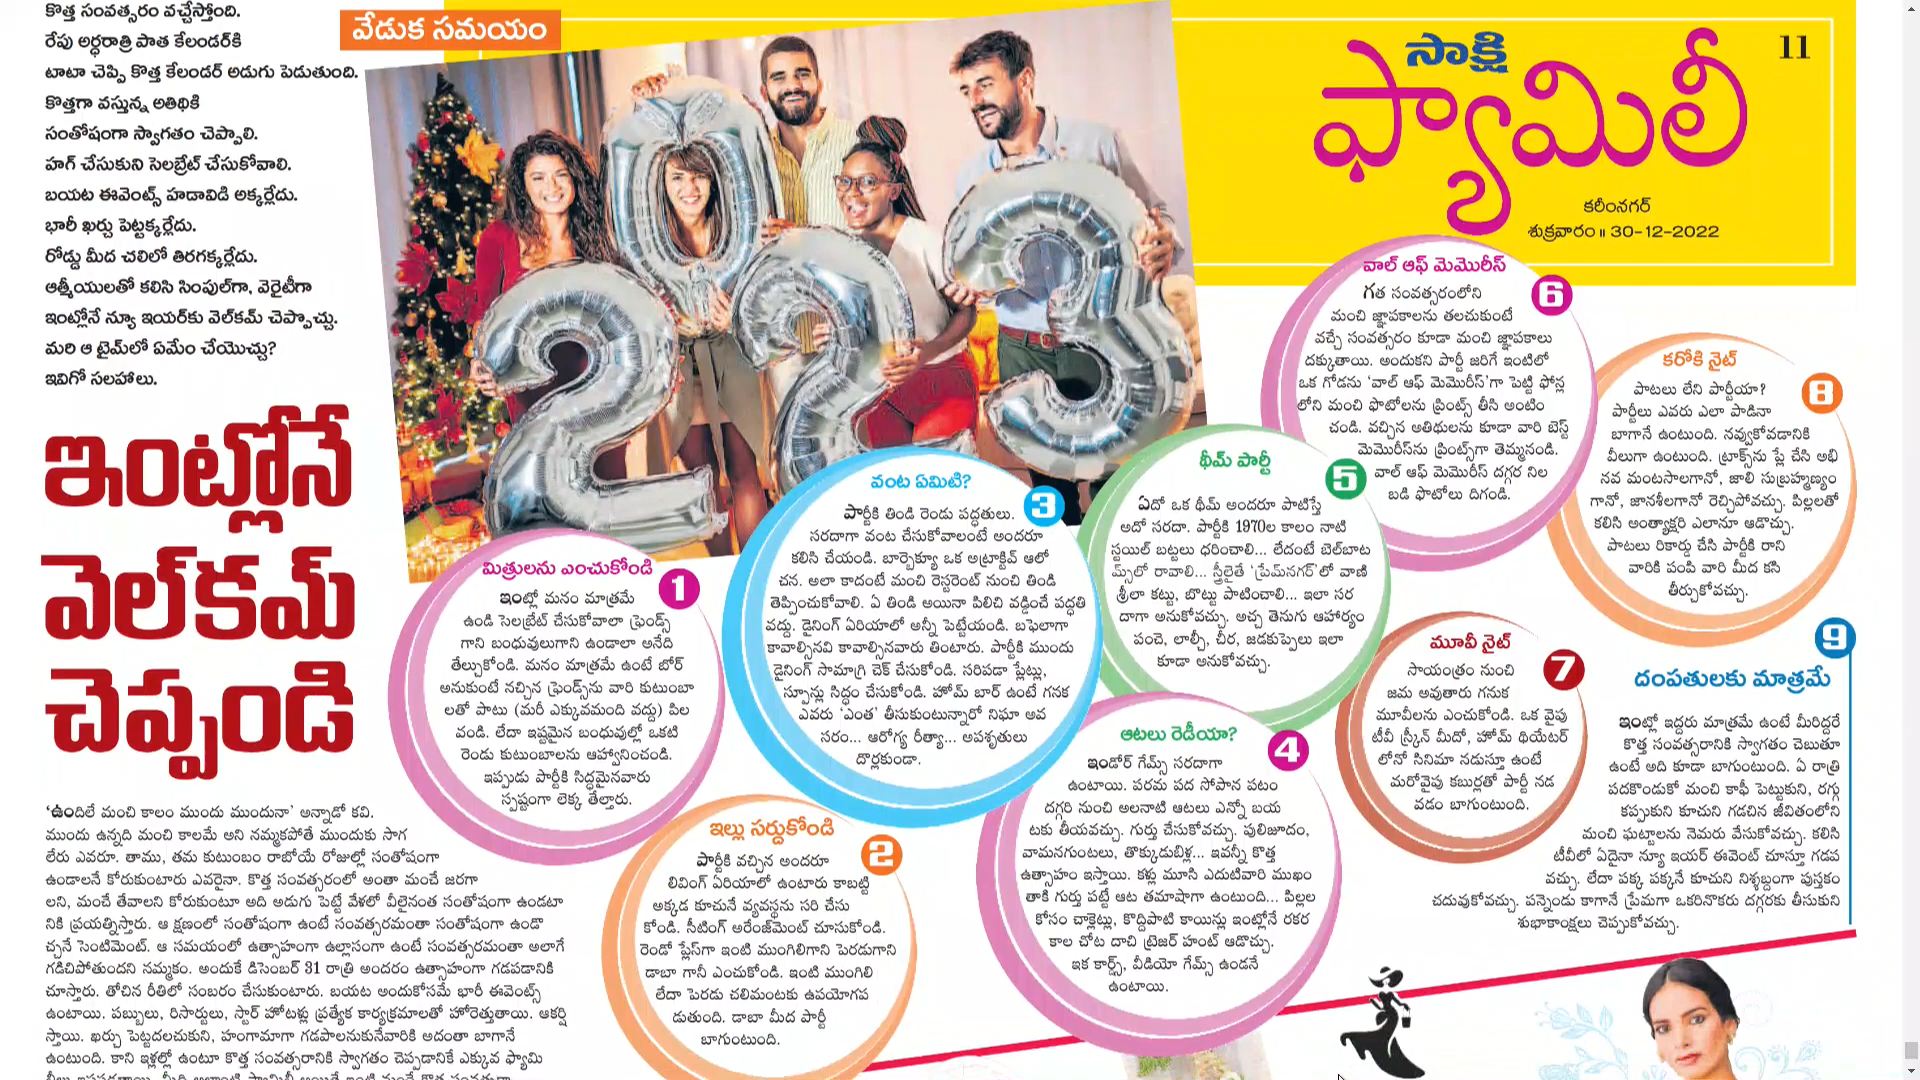 కొత్త సంవత్సరం వచ్చేస్తోంది.
రేపు అర్ధరాత్రి పాత కేలండర్‌కి
టాటా చెప్పి కొత్త కేలండర్ అడుగు పెడుతుంది.
కొత్తగా వస్తున్న అతిథికి
సంతోషంగా స్వాగతం చెప్పాలి.
హగ్ చేసుకుని సెలబ్రేట్ చేసుకోవాలి.
బయట ఈవెంట్స్ హడావిడి అక్కర్లేదు.
భారీ ఖర్చు పెట్టక్కర్లేదు.
రోడ్డు మీద చలిలో తిరగక్కర్లేదు.
ఆత్మీయులతో కలిసి సింపుల్‌గా, వెరైటీగా
ఇంట్లోనే న్యూ ఇయర్‌కు వెల్‌కమ్ చెప్పొచ్చు.
మరి ఆ టైమ్‌లో ఏమేం చేయొచ్చు?
ఇవిగో సలహాలు.
వేడుక సమయం
సాక్షి
ఫ్యామిలీ
11
కరీంనగర్
శుక్రవారం ॥ 30-12-2022
ఇంట్లోనే
వెల్‌కమ్
చెప్పండి
‘ఉందిలే మంచి కాలం ముందు ముందునా’ అన్నాడో కవి.
ముందు ఉన్నది మంచి కాలమే అని నమ్మకపోతే ముందుకు సాగ
లేరు ఎవరూ. తాము, తమ కుటుంబం రాబోయే రోజుల్లో సంతోషంగా
ఉండాలనే కోరుకుంటారు ఎవరైనా. కొత్త సంవత్సరంలో అంతా మంచే జరగా
లని, మంచే తేవాలని కోరుకుంటూ అది అడుగు పెట్టే వేళలో వీలైనంత సంతోషంగా ఉండటా
నికి ప్రయత్నిస్తారు. ఆ క్షణంలో సంతోషంగా ఉంటే సంవత్సరమంతా సంతోషంగా ఉండొ
చ్చనే సెంటిమెంట్. ఆ సమయంలో ఉత్సాహంగా ఉల్లాసంగా ఉంటే సంవత్సరమంతా అలాగే
గడిచిపోతుందని నమ్మకం. అందుకే డిసెంబర్ 31 రాత్రి అందరం ఉత్సాహంగా గడపడానికి
చూస్తారు. తోచిన రీతిలో సంబరం చేసుకుంటారు. బయట అందుకోసమే భారీ ఈవెంట్స్
ఉంటాయి. పబ్బులు, రిసార్టులు, స్టార్ హోటళ్లు ప్రత్యేక కార్యక్రమాలతో హోరెత్తుతాయి. ఆకర్షి
స్తాయి. ఖర్చు పెట్టదలచుకుని, హంగామాగా గడపాలనుకునేవారికి అదంతా బాగానే
ఉంటుంది. కాని ఇళ్లల్లో ఉంటూ కొత్త సంవత్సరానికి స్వాగతం చెప్పడానికే ఎక్కువ ఫ్యామి
మిత్రులను ఎంచుకోండి
1
ఇంట్లో మనం మాత్రమే
ఉండి సెలబ్రేట్ చేసుకోవాలా ఫ్రెండ్స్
గాని బంధువులుగాని ఉండాలా అనేది
తేల్చుకోండి. మనం మాత్రమే ఉంటే బోర్
అనుకుంటే నచ్చిన ఫ్రెండ్స్‌ను వారి కుటుంబా
లతో పాటు (మరీ ఎక్కువమంది వద్దు) పిల
వండి. లేదా ఇష్టమైన బంధువుల్లో ఒకటి
రెండు కుటుంబాలను ఆహ్వానించండి.
ఇప్పుడు పార్టీకి సిద్ధమైనవారు
స్పష్టంగా లెక్క తేల్తారు.
ఇల్లు సర్దుకోండి
2
పార్టీకి వచ్చిన అందరూ
లివింగ్ ఏరియాలో ఉంటారు కాబట్టి
అక్కడ కూచునే వ్యవస్థను సరి చేసు
కోండి. సీటింగ్ అరేంజ్‌మెంట్ చూసుకోండి.
రెండో ప్లేస్‌గా ఇంటి ముంగిలిగాని పెరడుగాని
డాబా గానీ ఎంచుకోండి. ఇంటి ముంగిలి
లేదా పెరడు చలిమంటకు ఉపయోగప
డుతుంది. డాబా మీద పార్టీ
బాగుంటుంది.
వంట ఏమిటి?
3
పార్టీకి తిండి రెండు పద్ధతులు.
సరదాగా వంట చేసుకోవాలంటే అందరూ
కలిసి చేయండి. బార్బెక్యూ ఒక అట్రాక్టివ్ ఆలో
చన. అలా కాదంటే మంచి రెస్టరెంట్ నుంచి తిండి
తెప్పించుకోవాలి. ఏ తిండి అయినా పిలిచి వడ్డించే పద్ధతి
వద్దు. డైనింగ్ ఏరియాలో అన్నీ పెట్టేయండి. బఫెలాగా
కావాల్సినవి కావాల్సినవారు తింటారు. పార్టీకి ముందు
డైనింగ్ సామాగ్రి చెక్ చేసుకోండి. సరిపడా ప్లేట్లు,
స్పూన్లు సిద్ధం చేసుకోండి. హోమ్ బార్ ఉంటే గనక
ఎవరు ‘ఎంత’ తీసుకుంటున్నారో నిఘా అవ
సరం... ఆరోగ్య రీత్యా... అపశృతులు
దొర్లకుండా.
ఆటలు రెడీయా?
4
ఇండోర్ గేమ్స్ సరదాగా
ఉంటాయి. పరమ పద సోపాన పటం
దగ్గరి నుంచి అలనాటి ఆటలు ఎన్నో బయ
టకు తీయవచ్చు. గుర్తు చేసుకోవచ్చు. పులిజూదం,
వామనగుంటలు, తొక్కుడుబిళ్ల... ఇవన్నీ కొత్త
ఉత్సాహం ఇస్తాయి. కళ్లు మూసి ఎదుటివారి ముఖం
తాకి గుర్తు పట్టే ఆట తమాషాగా ఉంటుంది... పిల్లల
కోసం చాక్లెట్లు, కొద్దిపాటి కాయిన్లు ఇంట్లోనే రకర
కాల చోట దాచి ట్రెజర్ హంట్ ఆడొచ్చు.
ఇక కార్డ్స్, వీడియో గేమ్స్ ఉండనే
ఉంటాయి.
థీమ్ పార్టీ
5
ఏదో ఒక థీమ్ అందరూ పాటిస్తే
అదో సరదా. పార్టీకి 1970ల కాలం నాటి
స్టయిల్ బట్టలు ధరించాలి... లేదంటే బెల్‌బాట
మ్స్‌లో రావాలి... స్త్రీలైతే ‘ప్రేమ్‌నగర్’లో వాణి
శ్రీలా కట్టు, బొట్టు పాటించాలి... ఇలా సర
దాగా అనుకోవచ్చు. అచ్చ తెనుగు ఆహార్యం
పంచె, లాల్చీ, చీర, జడకుప్పెలు ఇలా
కూడా అనుకోవచ్చు.
వాల్ ఆఫ్ మెమొరీస్
6
గత సంవత్సరంలోని
మంచి జ్ఞాపకాలను తలచుకుంటే
వచ్చే సంవత్సరం కూడా మంచి జ్ఞాపకాలు
దక్కుతాయి. అందుకని పార్టీ జరిగే ఇంటిలో
ఒక గోడను ‘వాల్ ఆఫ్ మెమొరీస్’గా పెట్టి ఫోన్ల
లోని మంచి ఫొటోలను ప్రింట్స్ తీసి అంటిం
చండి. వచ్చిన అతిథులను కూడా వారి బెస్ట్
మెమొరీస్‌ను ప్రింట్స్‌గా తెమ్మనండి.
వాల్ ఆఫ్ మెమొరీస్ దగ్గర నిల
బడి ఫొటోలు దిగండి.
మూవీ నైట్
7
సాయంత్రం నుంచి
జమ అవుతారు గనుక
మూవీలను ఎంచుకోండి. ఒక వైపు
టీవీ స్క్రీన్ మీదో, హోమ్ థియేటర్
లోనో సినిమా నడుస్తూ ఉంటే
మరోవైపు కబుర్లతో పార్టీ నడ
వడం బాగుంటుంది.
కరోకి నైట్
8
పాటలు లేని పార్టీయా?
పార్టీలు ఎవరు ఎలా పాడినా
బాగానే ఉంటుంది. నవ్వుకోవడానికి
వీలుగా ఉంటుంది. ట్రాక్స్‌ను ప్లే చేసి అభి
నవ మంటసాలగానో, జాలి సుబ్రహ్మణ్యం
గానో, జానశీలగానో రెచ్చిపోవచ్చు. పిల్లలతో
కలిసి అంత్యాక్షరి ఎలానూ ఆడొచ్చు.
పాటలు రికార్డు చేసి పార్టీకి రాని
వారికి పంపి వారి మీద కసి
తీర్చుకోవచ్చు.
9
దంపతులకు మాత్రమే
ఇంట్లో ఇద్దరు మాత్రమే ఉంటే మీరిద్దరే
కొత్త సంవత్సరానికి స్వాగతం చెబుతూ
ఉంటే అది కూడా బాగుంటుంది. ఏ రాత్రి
పదకొండుకో మంచి కాఫీ పెట్టుకుని, రగ్గు
కప్పుకుని కూచుని గడచిన జీవితంలోని
మంచి ఘట్టాలను నెమరు వేసుకోవచ్చు. కలిసి
టీవీలో ఏదైనా న్యూ ఇయర్ ఈవెంట్ చూస్తూ గడప
వచ్చు. లేదా పక్క పక్కనే కూచుని నిశ్శబ్దంగా పుస్తకం
చదువుకోవచ్చు. పన్నెండు కాగానే ప్రేమగా ఒకరినొకరు దగ్గరకు తీసుకుని
శుభాకాంక్షలు చెప్పుకోవచ్చు.